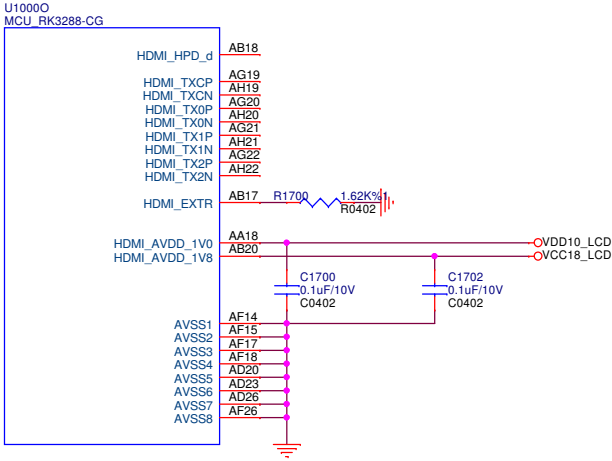 U1000O
MCU_RK3288-CG
HDMI_HPD_d AB18
HDMI_TXCP AG19
HDMI_TXCN AH19
HDMI_TX0P AG20
HDMI_TX0N AH20
HDMI_TX1P AG21
HDMI_TX1N AH21
HDMI_TX2P AG22
HDMI_TX2N AH22
HDMI_EXTR AB17 R1700 1.62K%1
R0402
HDMI_AVDD_1V0 AA18 VDD10_LCD
HDMI_AVDD_1V8 AB20 VCC18_LCD
C1700 C1702
0.1uF/10V 0.1uF/10V
C0402 C0402
AVSS1 AF14
AVSS2 AF15
AVSS3 AF17
AVSS4 AF18
AVSS5 AD20
AVSS6 AD23
AVSS7 AD26
AVSS8 AF26